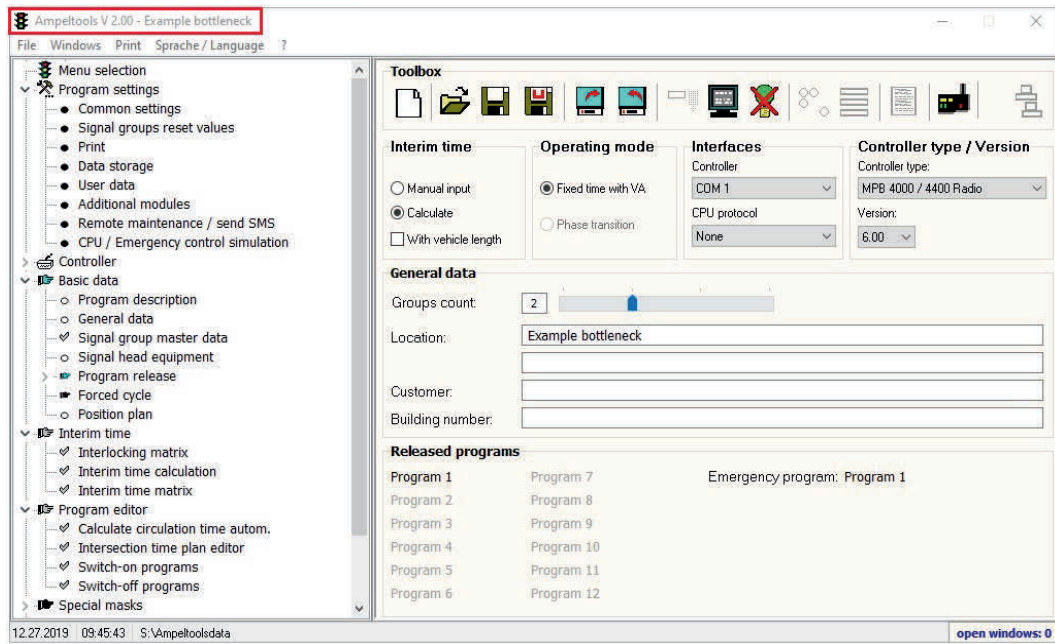 Ampeltools V 2.00 - Example bottleneck
File Windows Print Sprache / Language ?
Menu selection
Program settings
Common settings
Signal groups reset values
Print
Data storage
User data
Additional modules
Remote maintenance / send SMS
CPU / Emergency control simulation
Controller
Basic data
Program description
General data
Signal group master data
Signal head equipment
Program release
Forced cycle
Position plan
Interim time
Interlocking matrix
Interim time calculation
Interim time matrix
Program editor
Calculate circulation time autom.
Intersection time plan editor
Switch-on programs
Switch-off programs
Special masks
Toolbox
Interim time
Manual input
Calculate
With vehicle length
Operating mode
Fixed time with VA
Phase transition
Interfaces
Controller
COM 1
CPU protocol
None
Controller type / Version
Controller type:
MPB 4000 / 4400 Radio
Version:
6.00
General data
Groups count: 2
Location: Example bottleneck
Customer:
Building number:
Released programs
Program 1 Program 7 Emergency program: Program 1
Program 2 Program 8
Program 3 Program 9
Program 4 Program 10
Program 5 Program 11
Program 6 Program 12
12.27.2019 09:45:43 S:\Ampeltoolsdata open windows: 0